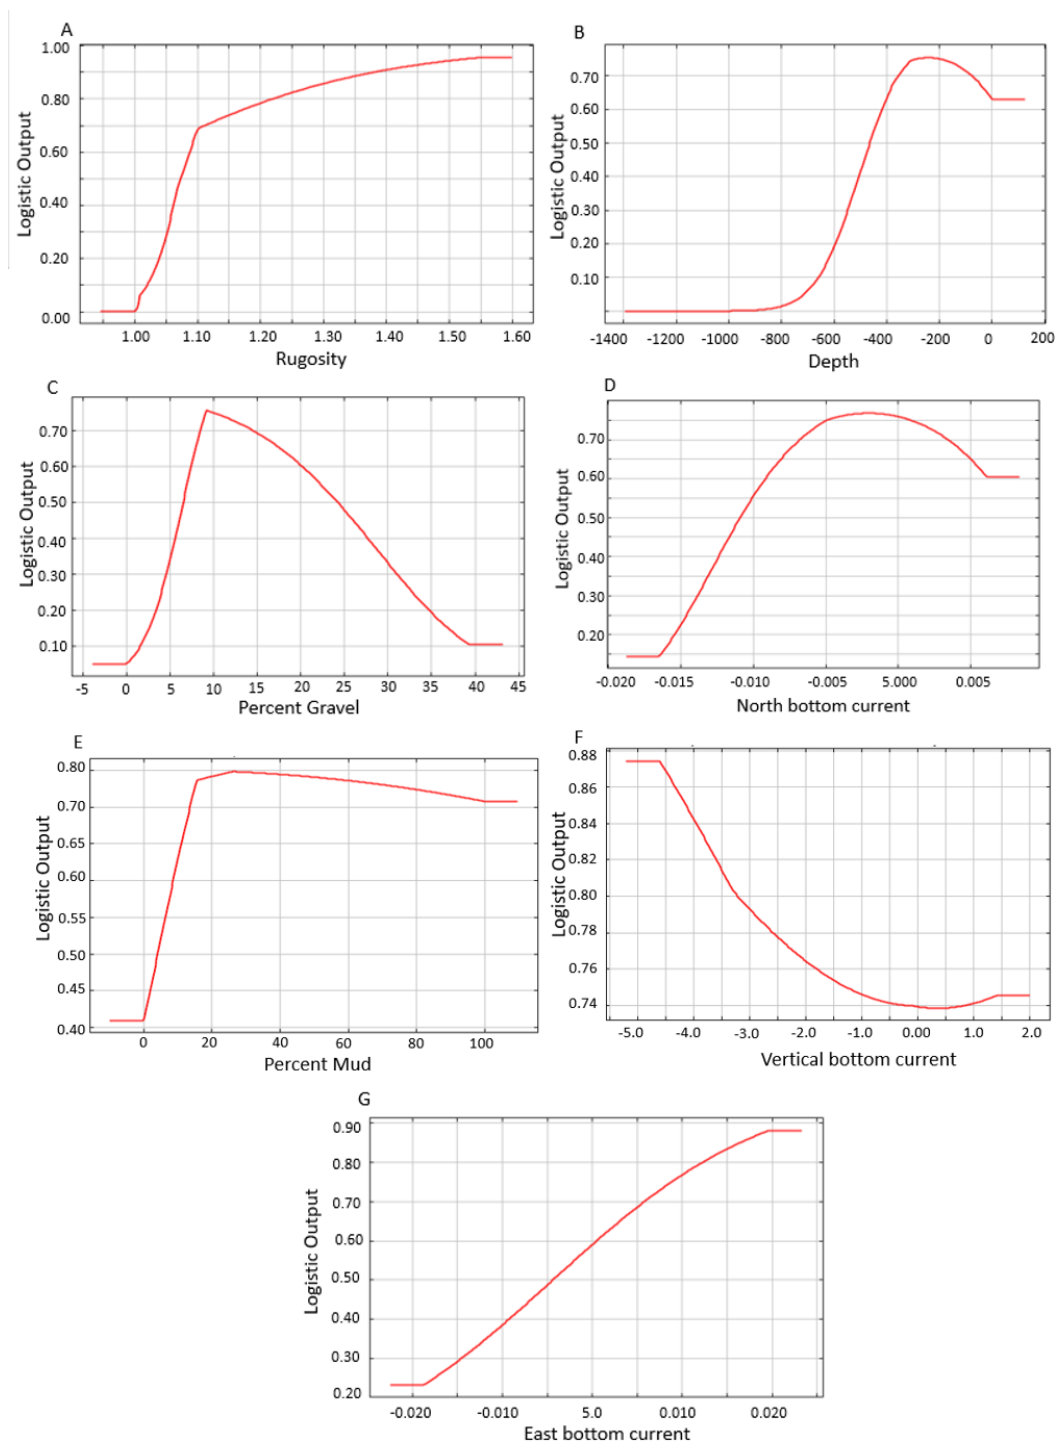 A
Logistic Output
1.00
0.80
0.60
0.40
0.20
0.00
1.00 1.10 1.20 1.30 1.40 1.50 1.60
Rugosity
B
Logistic Output
0.70
0.60
0.50
0.40
0.30
0.20
0.10
-1400 -1200 -1000 -800 -600 -400 -200 0 200
Depth
C
Logistic Output
0.70
0.60
0.50
0.40
0.30
0.20
0.10
-5 0 5 10 15 20 25 30 35 40 45
Percent Gravel
D
Logistic Output
0.70
0.60
0.50
0.40
0.30
0.20
-0.020 -0.015 -0.010 -0.005 5.000 0.005
North bottom current
E
Logistic Output
0.80
0.70
0.65
0.60
0.55
0.50
0.45
0.40
0 20 40 60 80 100
Percent Mud
F
Logistic Output
0.88
0.86
0.84
0.82
0.80
0.78
0.76
0.74
-5.0 -4.0 -3.0 -2.0 -1.0 0.00 1.0 2.0
Vertical bottom current
G
Logistic Output
0.90
0.80
0.70
0.60
0.50
0.40
0.30
0.20
-0.020 -0.010 5.0 0.010 0.020
East bottom current